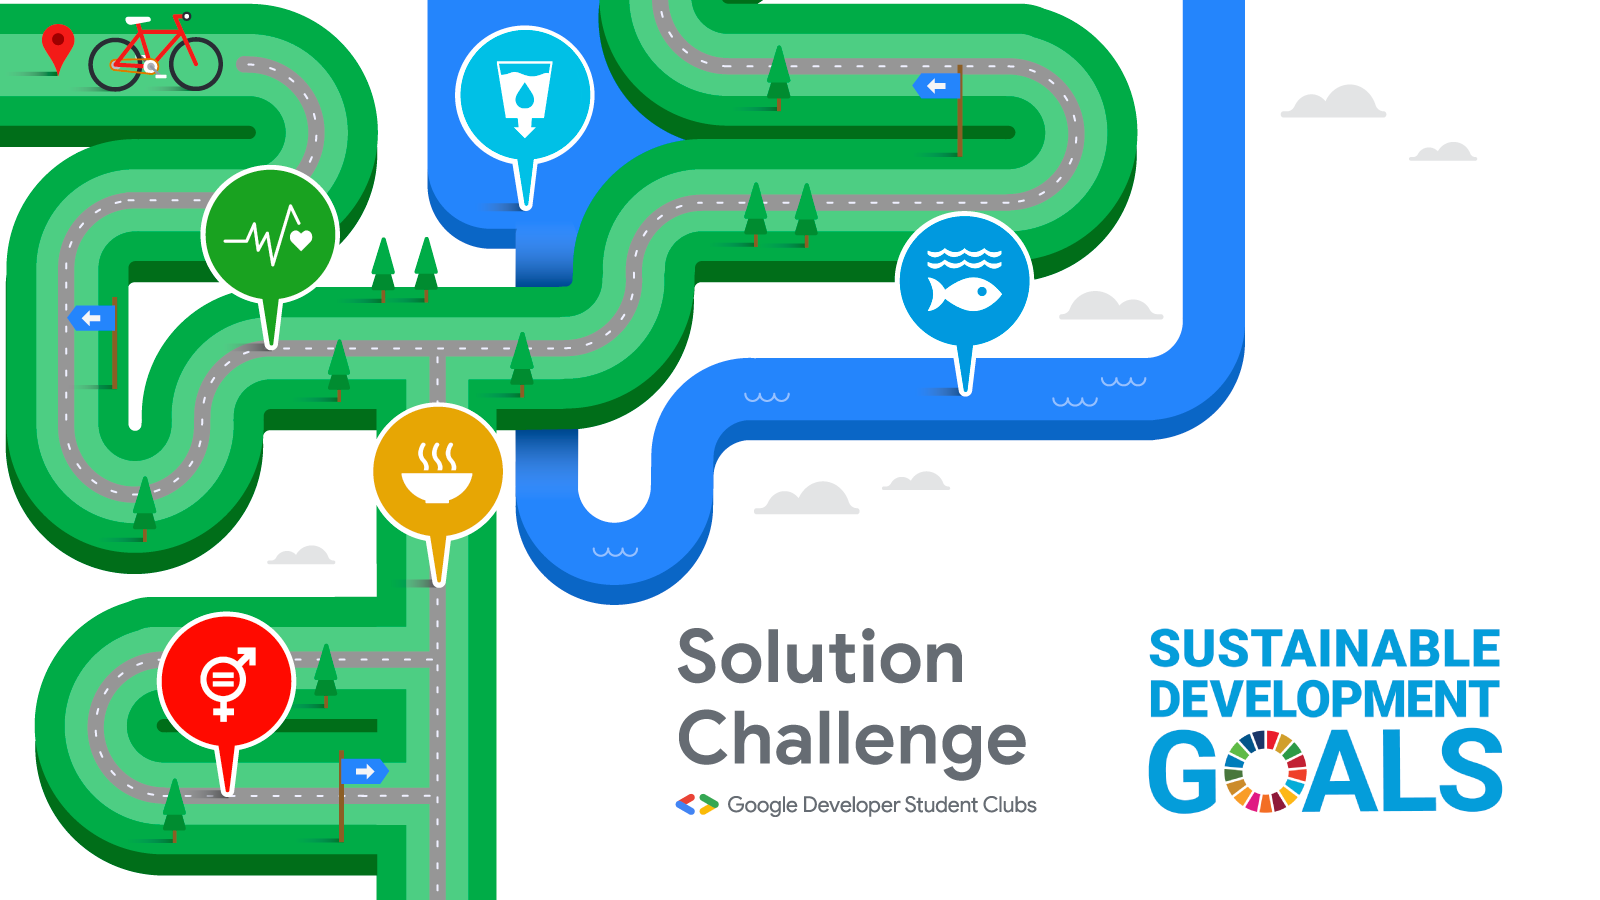 Solution
Challenge
Google Developer Student Clubs
SUSTAINABLE
DEVELOPMENT
GOALS